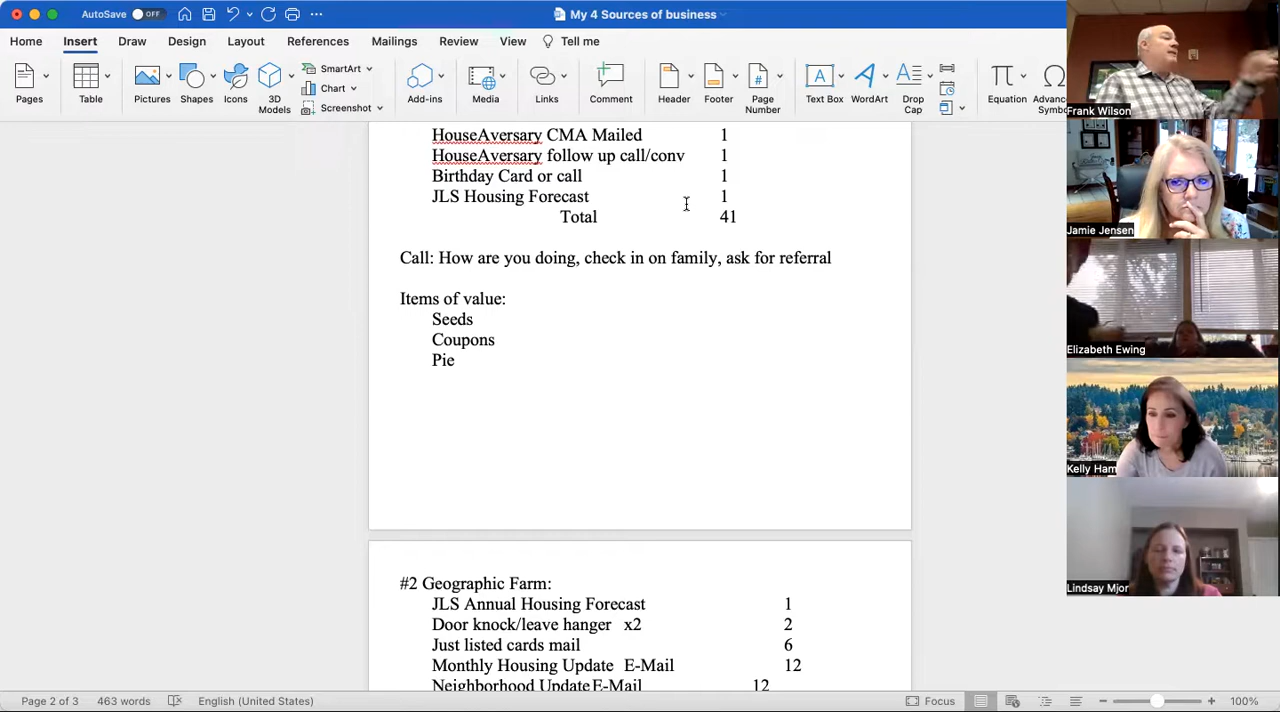 AutoSave OFF
My 4 Sources of business
Home Insert Draw Design Layout References Mailings Review View Tell me
Pages
Table
Pictures
Shapes
Icons
3D Models
SmartArt
Chart
Screenshot
Add-ins
Media
Links
Comment
Header
Footer
Page Number
Text Box
WordArt
Drop Cap
Equation
Advanc
Symb
HouseAversary CMA Mailed 1
HouseAversary follow up call/conv 1
Birthday Card or call 1
JLS Housing Forecast 1
Total 41
Call: How are you doing, check in on family, ask for referral
Items of value:
Seeds
Coupons
Pie
#2 Geographic Farm:
JLS Annual Housing Forecast 1
Door knock/leave hanger x2 2
Just listed cards mail 6
Monthly Housing Update E-Mail 12
Neighborhood Update E-Mail 12
Page 2 of 3 463 words English (United States) Focus 100%
Frank Wilson
Jamie Jensen
Elizabeth Ewing
Kelly Ham
Lindsay Mjor